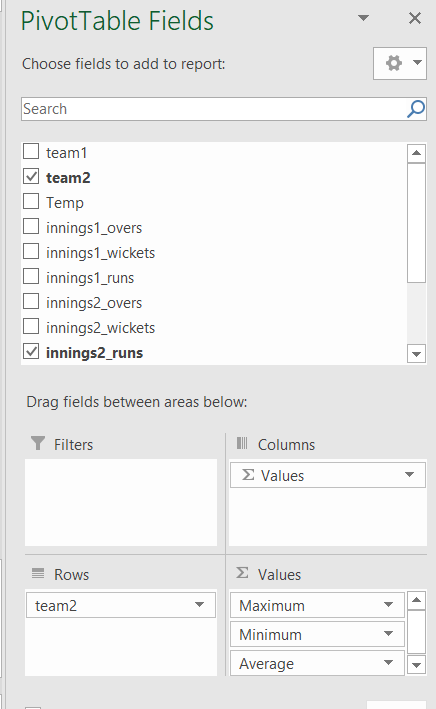 PivotTable Fields
Choose fields to add to report:
Search
team1
team2
Temp
innings1_overs
innings1_wickets
innings1_runs
innings2_overs
innings2_wickets
innings2_runs
Drag fields between areas below:
Filters
Columns
Σ Values
Rows
Σ Values
team2
Maximum
Minimum
Average